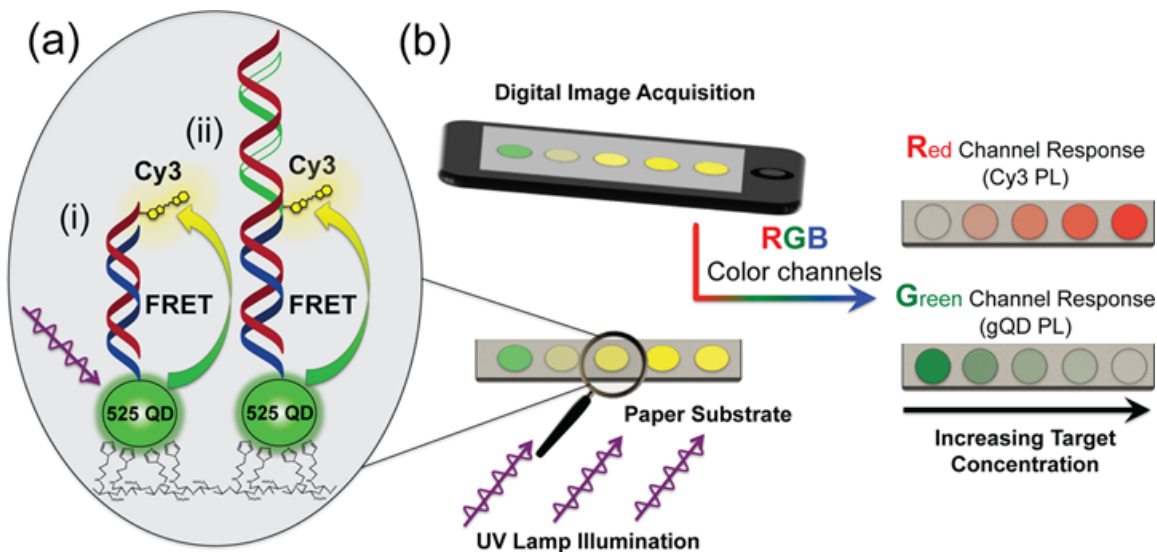 (a)
(ii)
Cy3
Cy3
(i)
FRET
FRET
525 QD
525 QD
(b)
Digital Image Acquisition
RGB
Color channels
Paper Substrate
UV Lamp Illumination
Red Channel Response
(Cy3 PL)
Green Channel Response
(gQD PL)
Increasing Target
Concentration